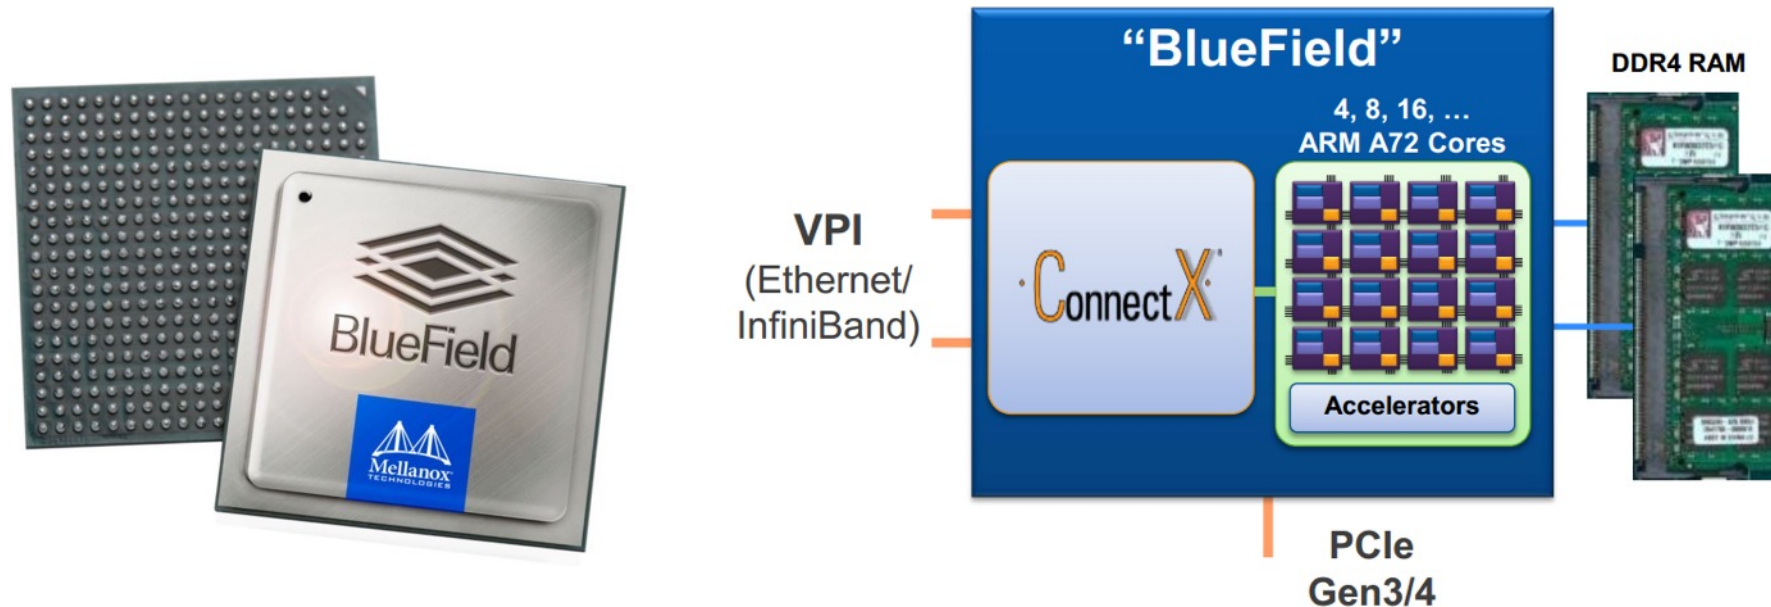 BlueField
Mellanox
TECHNOLOGIES
“BlueField”
4, 8, 16, …
ARM A72 Cores
DDR4 RAM
VPI
(Ethernet/
InfiniBand)
ConnectX
Accelerators
PCIe
Gen3/4